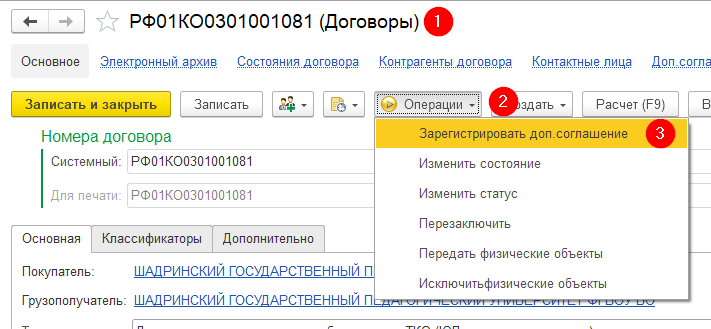 РФ01КО0301001081 (Договоры) 1
Основное Электронный архив Состояния договора Контрагенты договора Контактные лица Доп.согла
Записать и закрыть Записать Операции 2 оздать Расчет (F9) В
Номера договора
Системный: РФ01КО0301001081
Для печати: РФ01КО0301001081
Зарегистрировать доп.соглашение 3
Изменить состояние
Изменить статус
Перезаключить
Передать физические объекты
Исключитьфизические объекты
Основная Классификаторы Дополнительно
Покупатель: ШАДРИНСКИЙ ГОСУДАРСТВЕННЫЙ П
Грузополучатель: ШАДРИНСКИЙ ГОСУДАРСТВЕННЫЙ ПЕДАГОГИЧЕСКИЙ УНИВЕРСИТЕТ ФГБОУ ВО